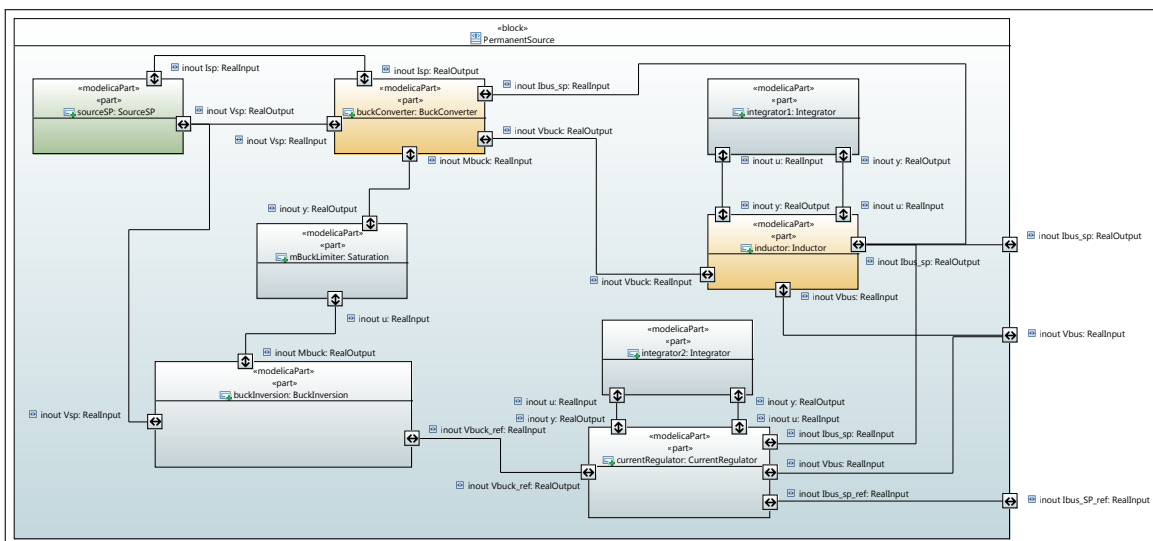 «block»
PermanentSource
inout Isp: RealInput
inout Isp: RealOutput
«modelicaPart»
«part»
sourceSP: SourceSP
inout Vsp: RealOutput
inout Vsp: RealInput
«modelicaPart»
«part»
buckConverter: BuckConverter
inout Ibus_sp: RealInput
inout Vbuck: RealOutput
inout Mbuck: RealInput
«modelicaPart»
«part»
integrator1: Integrator
inout u: RealInput
inout y: RealOutput
inout y: RealOutput
inout u: RealInput
inout y: RealOutput
«modelicaPart»
«part»
mBuckLimiter: Saturation
inout u: RealInput
«modelicaPart»
«part»
inductor: Inductor
inout Ibus_sp: RealOutput
inout Ibus_sp: RealOutput
inout Vbuck: RealInput
inout Vbus: RealInput
inout Vbus: RealInput
inout Mbuck: RealOutput
«modelicaPart»
«part»
buckInversion: BuckInversion
inout Vsp: RealInput
inout Vbuck_ref: RealInput
«modelicaPart»
«part»
integrator2: Integrator
inout u: RealInput
inout y: RealOutput
inout y: RealOutput
inout u: RealInput
«modelicaPart»
«part»
currentRegulator: CurrentRegulator
inout Ibus_sp: RealInput
inout Vbus: RealInput
inout Vbuck_ref: RealOutput
inout Ibus_sp_ref: RealInput
inout Ibus_SP_ref: RealInput